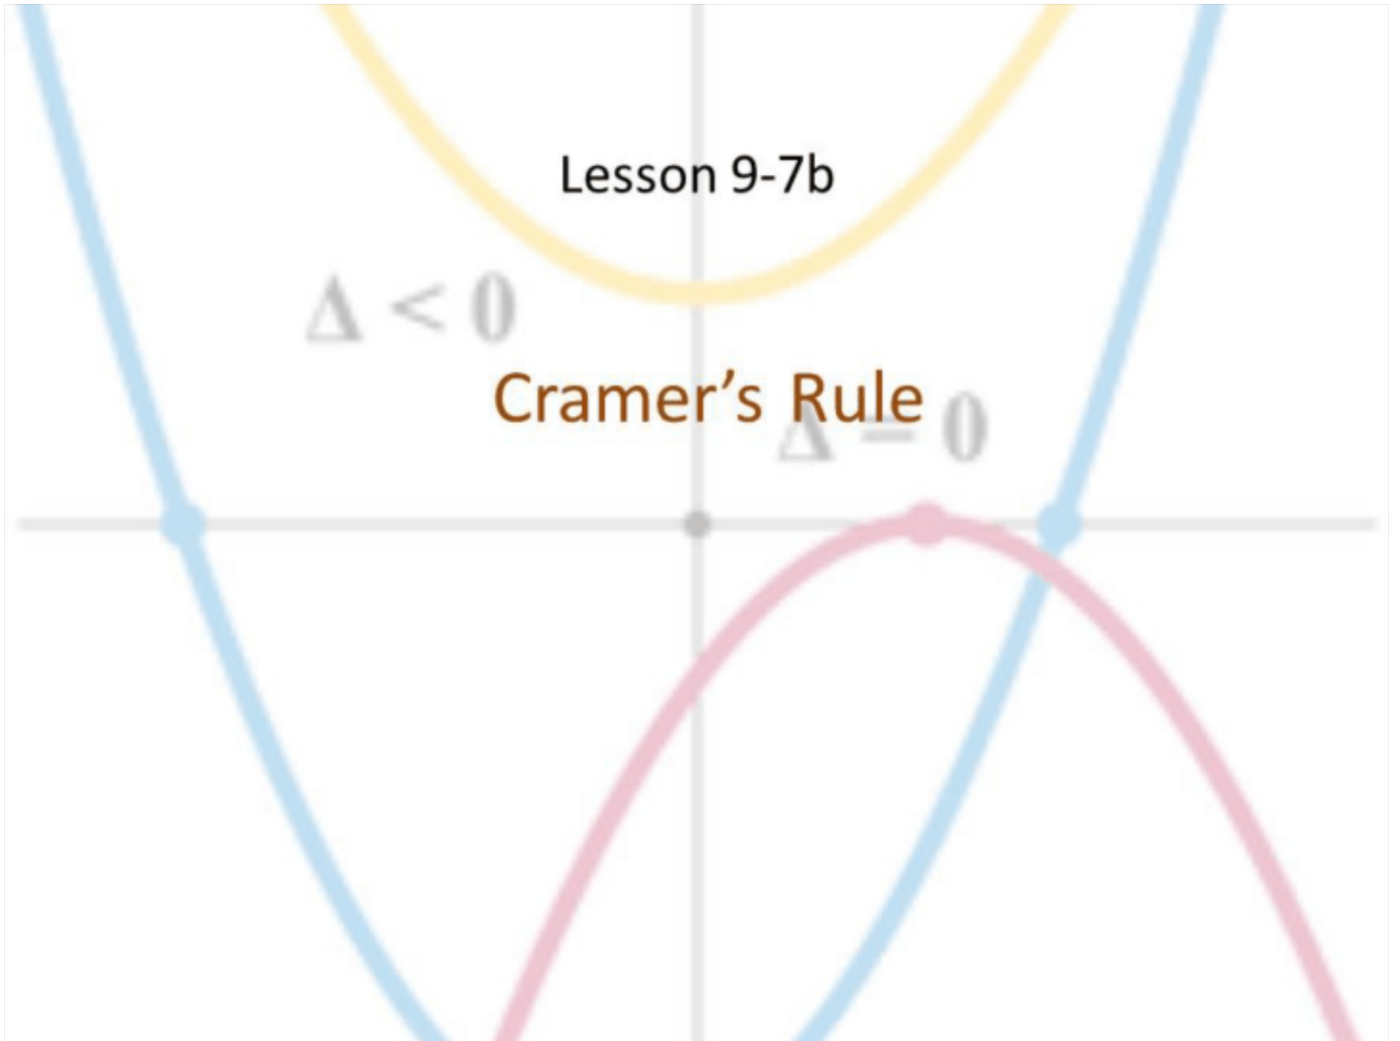 Lesson 9-7b
Δ < 0
Cramer’s Rule
Δ = 0